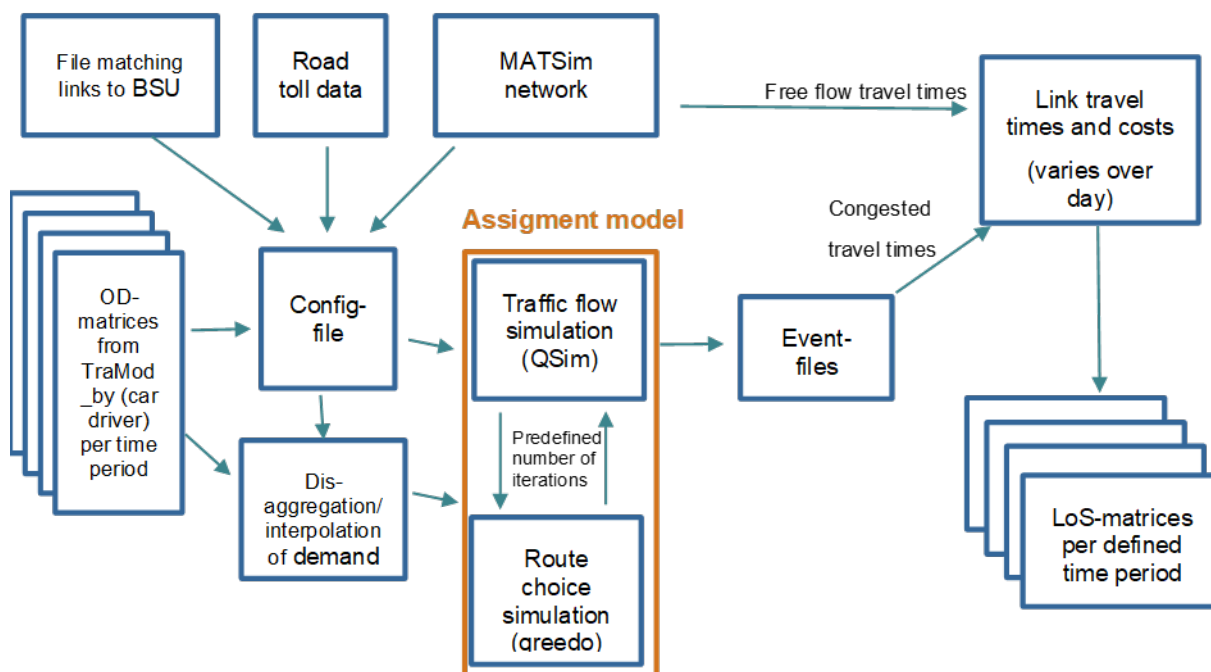 File matching
links to BSU
Road
toll data
MATSim
network
Free flow travel times
Link travel
times and costs
(varies over
day)
Congested
travel times
Assigment model
OD-
matrices
from
TraMod
_by (car
driver)
per time
period
Config-
file
Traffic flow
simulation
(QSim)
Event-
files
Predefined
number of
iterations
Dis-
aggregation/
interpolation
of demand
Route
choice
simulation
(greedo)
LoS-matrices
per defined
time period